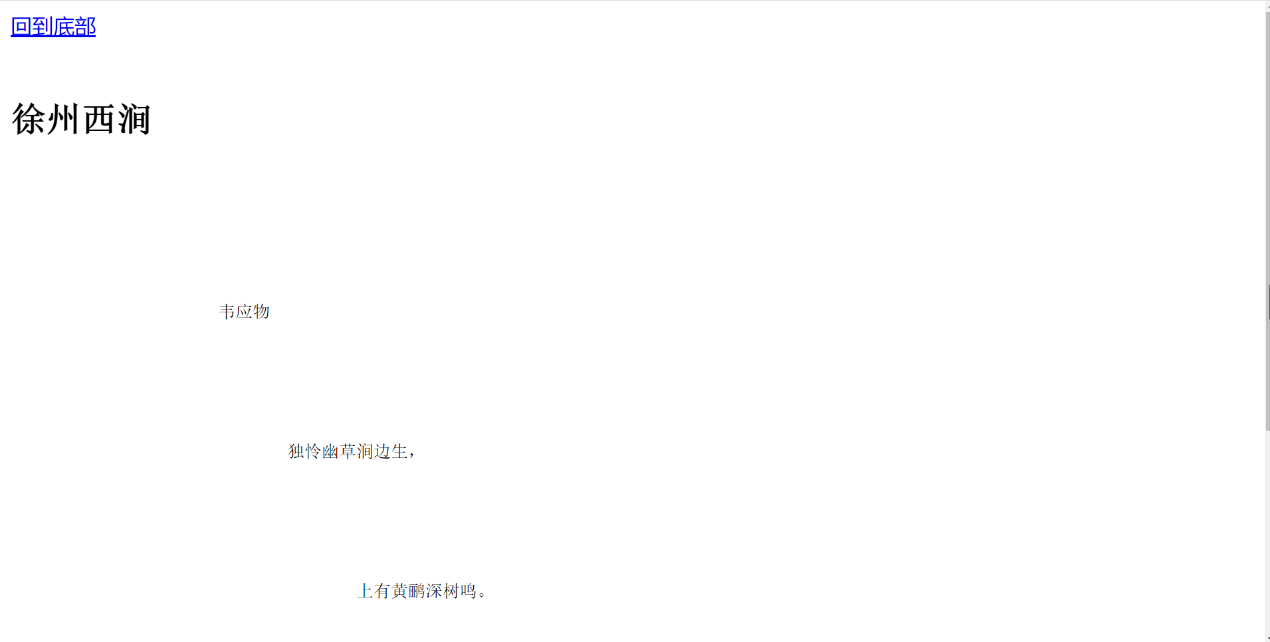 回到底部
徐州西涧
韦应物
独怜幽草涧边生，
上有黄鹂深树鸣。